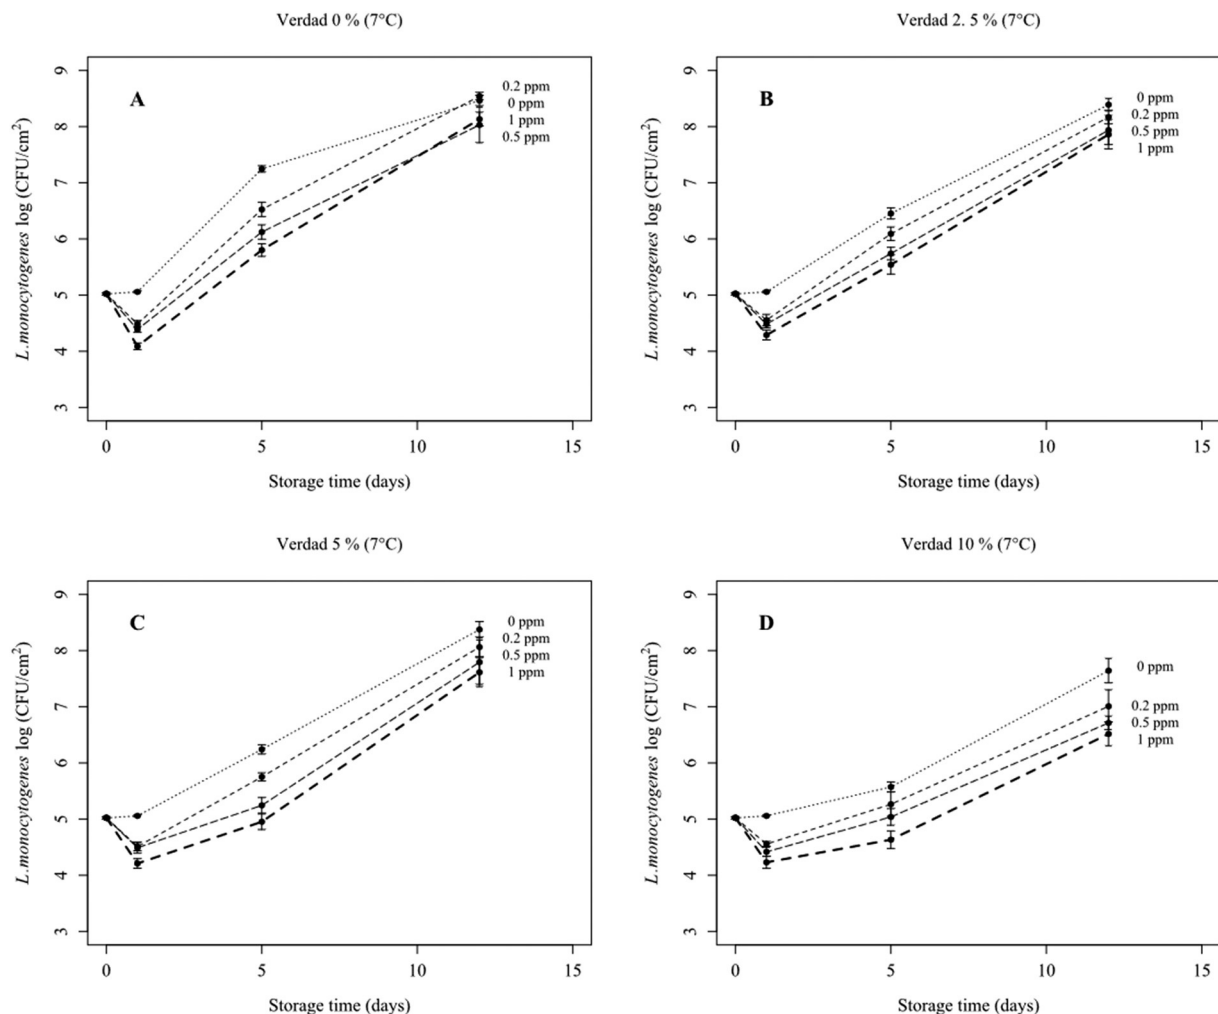 Verdad 0 % (7°C)
A
0.2 ppm
0 ppm
1 ppm
0.5 ppm
L.monocytogenes log (CFU/cm²)
9
8
7
6
5
4
3
0 5 10 15
Storage time (days)
Verdad 2. 5 % (7°C)
B
0 ppm
0.2 ppm
0.5 ppm
1 ppm
L.monocytogenes log (CFU/cm²)
9
8
7
6
5
4
3
0 5 10 15
Storage time (days)
Verdad 5 % (7°C)
C
0 ppm
0.2 ppm
0.5 ppm
1 ppm
L.monocytogenes log (CFU/cm²)
9
8
7
6
5
4
3
0 5 10 15
Storage time (days)
Verdad 10 % (7°C)
D
0 ppm
0.2 ppm
0.5 ppm
1 ppm
L.monocytogenes log (CFU/cm²)
9
8
7
6
5
4
3
0 5 10 15
Storage time (days)